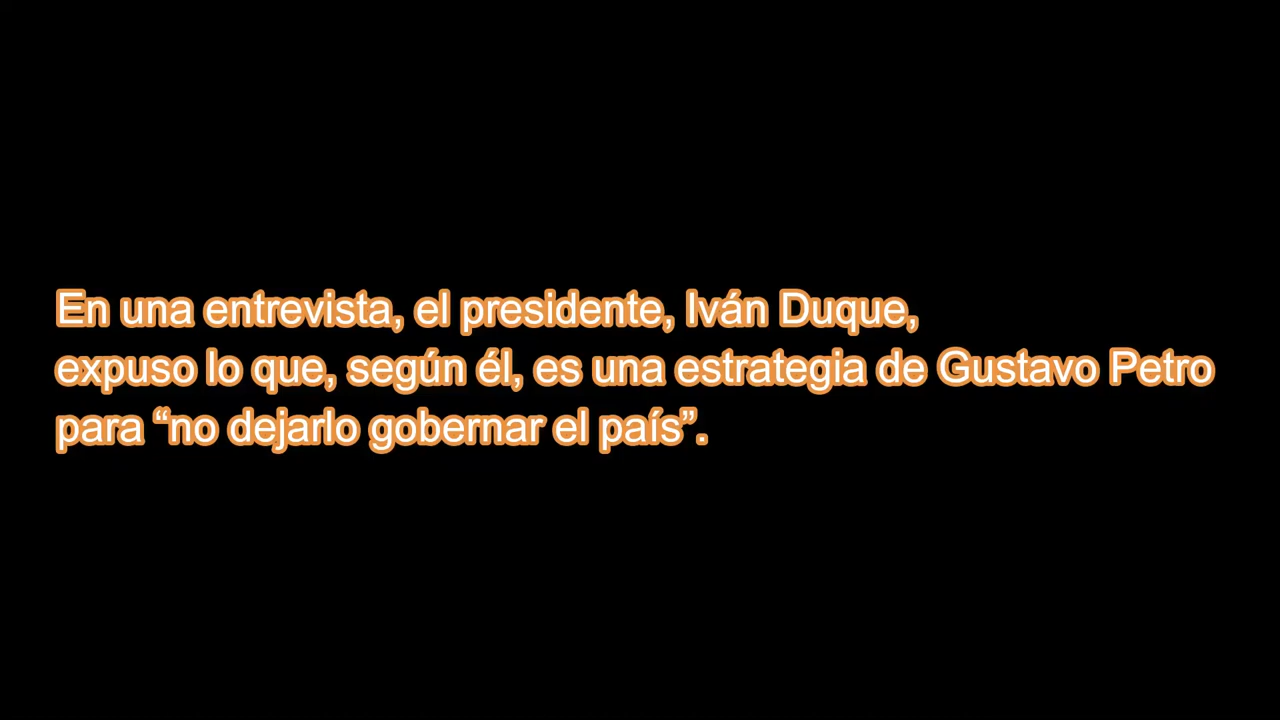 En una entrevista, el presidente, Iván Duque,
expuso lo que, según él, es una estrategia de Gustavo Petro
para “no dejarlo gobernar el país”.